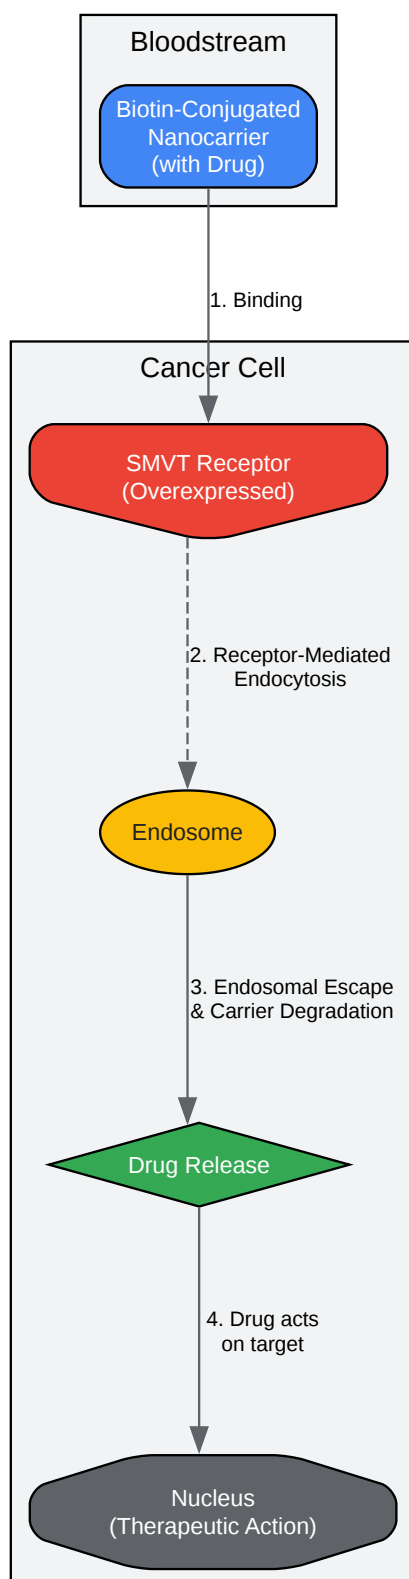 Bloodstream
Biotin-Conjugated
Nanocarrier
(with Drug)
1. Binding
Cancer Cell
SMVT Receptor
(Overexpressed)
2. Receptor-Mediated
Endocytosis
Endosome
3. Endosomal Escape
& Carrier Degradation
Drug Release
4. Drug acts
on target
Nucleus
(Therapeutic Action)